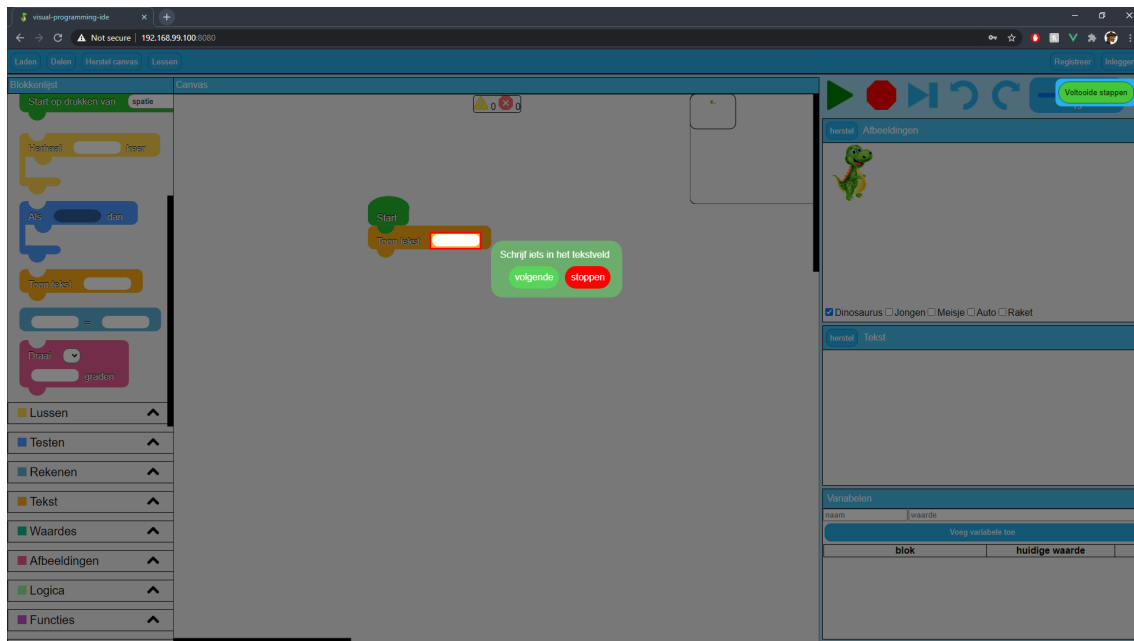 visual-programming-ide
Not secure | 192.168.99.100:8080
Laden Delen Herstel canvas Lessen Registreer Inloggen
Blokkenlijst
Start op drukken van spatie
Herhaal keer
Als dan
Toon tekst
=
Draai
graden
Lussen
Testen
Rekenen
Tekst
Waardes
Afbeeldingen
Logica
Functies
Canvas
0 0
Start
Toon tekst
Schrijf iets in het tekstveld
volgende stoppen
Voltooide stappen
herstel Afbeeldingen
Dinosaurus Jongen Meisje Auto Raket
herstel Tekst
Variabelen
naam waarde
Voeg variabele toe
blok huidige waarde